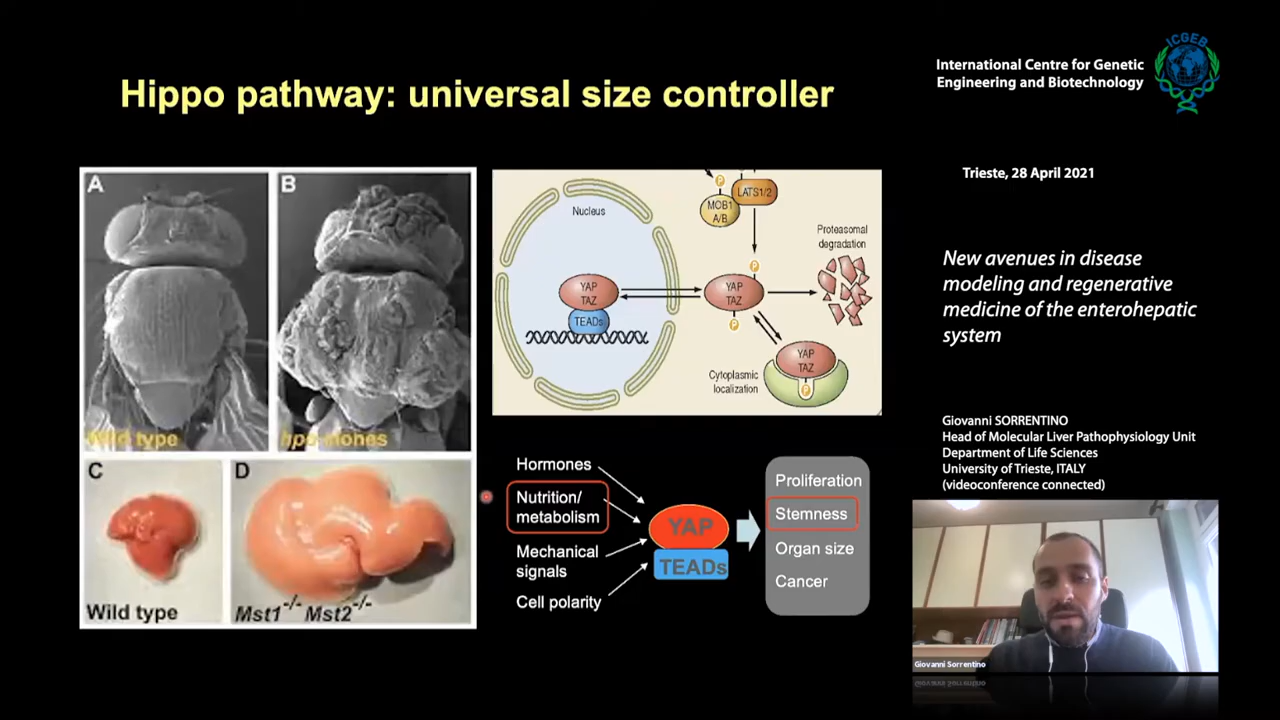 Hippo pathway: universal size controller
International Centre for Genetic
Engineering and Biotechnology
ICGEB
Trieste, 28 April 2021
New avenues in disease
modeling and regenerative
medicine of the enterohepatic
system
Giovanni SORRENTINO
Head of Molecular Liver Pathophysiology Unit
Department of Life Sciences
University of Trieste, ITALY
(videoconference connected)
Giovanni Sorrentino
A
B
Wild type
hpo clones
C
D
Wild type
Mst1-/- Mst2-/-
Nucleus
P
MOB1
A/B
LATS1/2
P
YAP
TAZ
TEADs
YAP
TAZ
P
Proteasomal
degradation
Cytoplasmic
localization
YAP
TAZ
P
Hormones
Nutrition/
metabolism
Mechanical
signals
Cell polarity
YAP
TEADs
Proliferation
Stemness
Organ size
Cancer